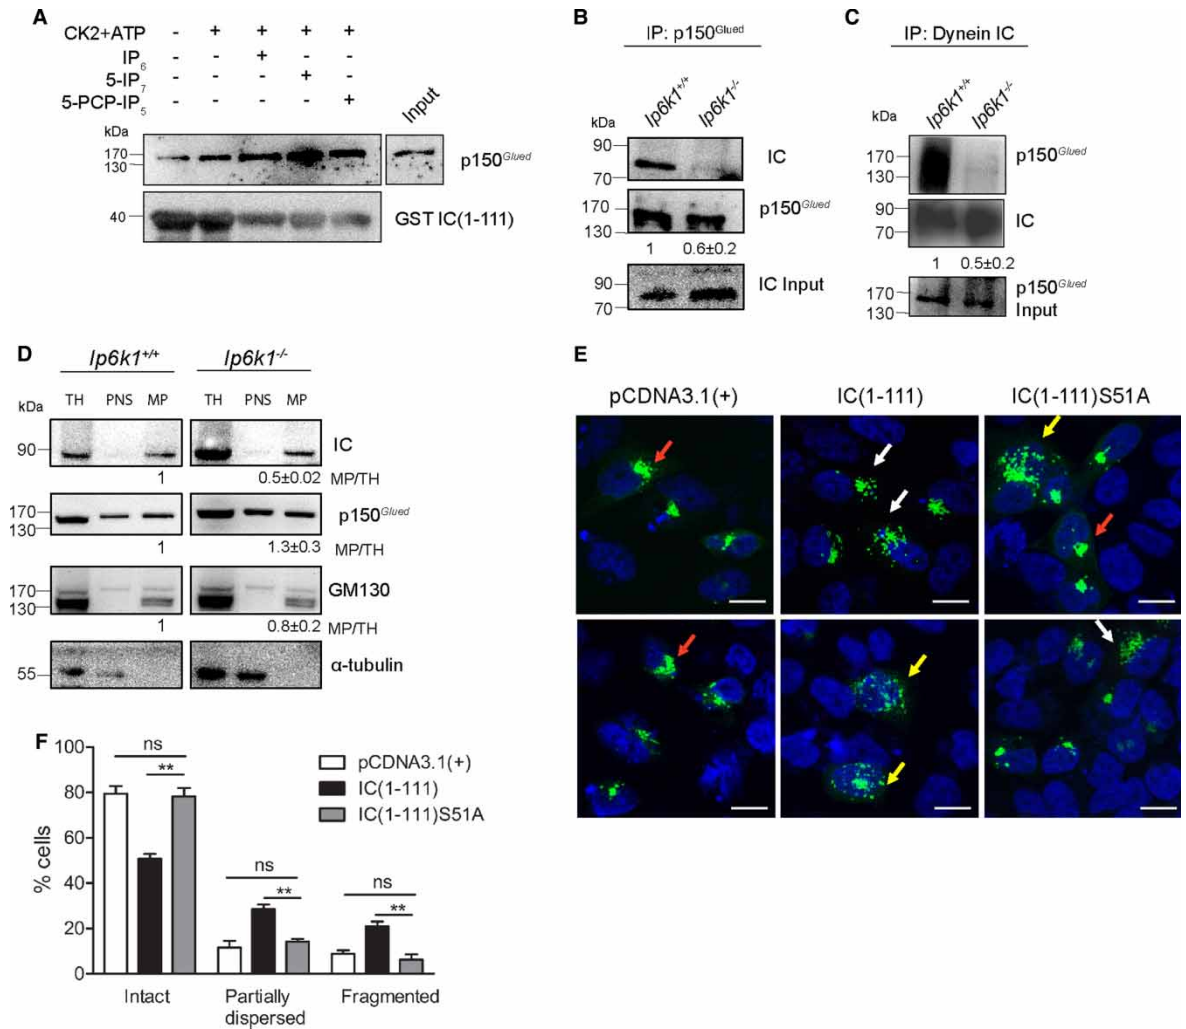 A
CK2+ATP - + + + +
IP6 - - + - -
5-IP7 - - - + -
5-PCP-IP5 - - - - +
Input
kDa
170
130
p150Glued
40
GST IC(1-111)
B
IP: p150Glued
Ip6k1+/+ Ip6k1-/-
kDa
90
70
IC
170
130
p150Glued
1 0.6±0.2
90
70
IC Input
C
IP: Dynein IC
Ip6k1+/+ Ip6k1-/-
kDa
170
130
p150Glued
90
70
IC
1 0.5±0.2
170
130
p150Glued
Input
D
Ip6k1+/+ Ip6k1-/-
kDa TH PNS MP TH PNS MP
90
IC
1 0.5±0.02 MP/TH
170
130
p150Glued
1 1.3±0.3 MP/TH
170
130
GM130
1 0.8±0.2 MP/TH
55
α-tubulin
E
pCDNA3.1(+) IC(1-111) IC(1-111)S51A
F
% cells
100
80
60
40
20
0
ns
**
ns
**
ns
**
pCDNA3.1(+)
IC(1-111)
IC(1-111)S51A
Intact Partially Fragmented
dispersed